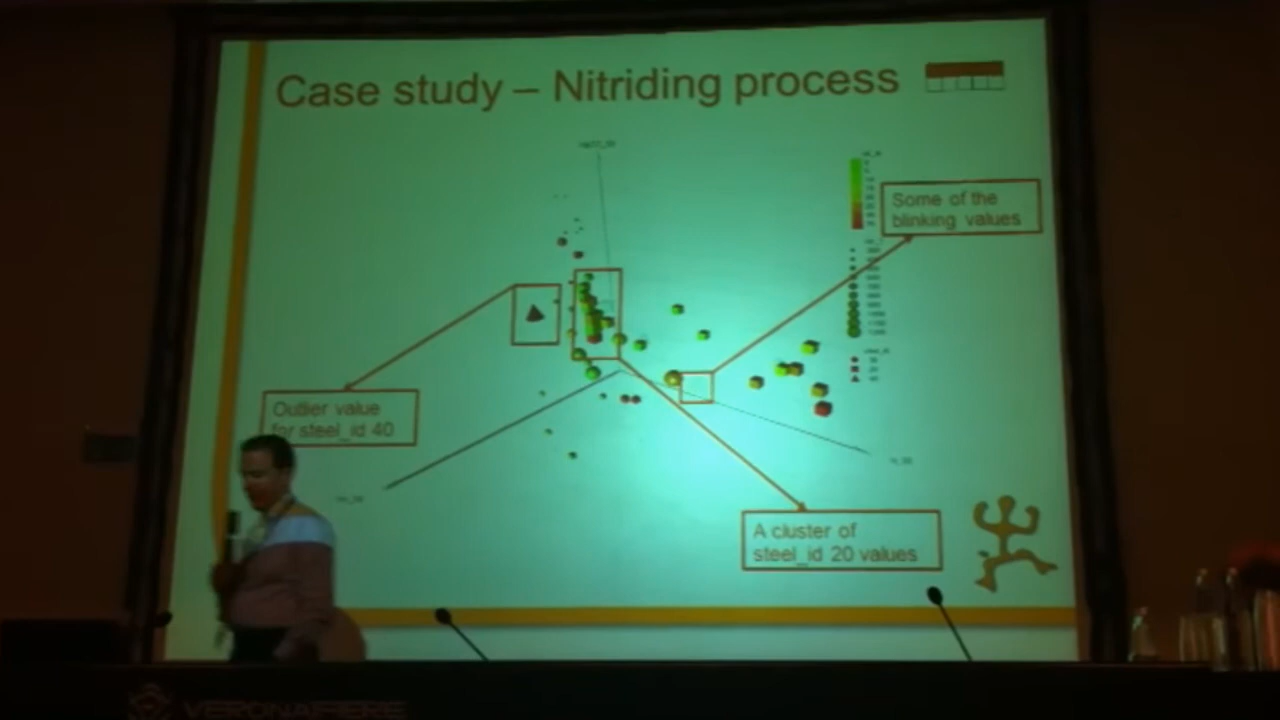 Case study – Nitriding process
Some of the
blinking values
Outlier value
for steel_id 40
A cluster of
steel_id 20 values
VERONAFIERE